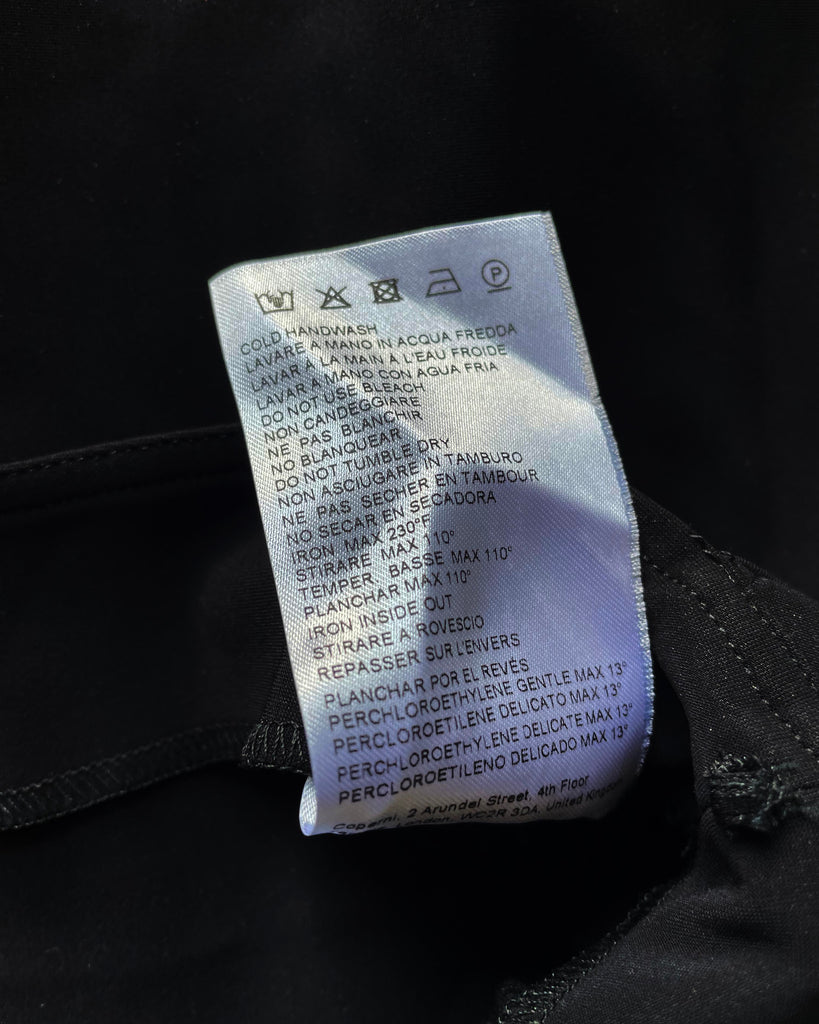 P
COLD HANDWASH
LAVARE A MANO IN ACQUA FREDDA
LAVAR À LA MAIN À L'EAU FROIDE
LAVAR A MANO CON AGUA FRIA
DO NOT USE BLEACH
NON CANDEGGIARE
NE PAS BLANCHIR
NO BLANQUEAR
DO NOT TUMBLE DRY
NON ASCIUGARE IN TAMBURO
NE PAS SECHER EN TAMBOUR
NO SECAR EN SECADORA
IRON MAX 230°F
STIRARE MAX 110°
TEMPER BASSE MAX 110°
PLANCHAR MAX 110°
IRON INSIDE OUT
STIRARE A ROVESCIO
REPASSER SUR L'ENVERS
PLANCHAR POR EL REVÈS
PERCHLOROETHYLENE GENTLE MAX 13°
PERCLOROETILENE DELICATO MAX 13°
PERCHLOROETHYLENE DELICATE MAX 13°
PERCLOROETILENO DELICADO MAX 13°
Coperni, 2 Arundel Street, 4th Floor
London, WC2R 3DA, United Kingdom